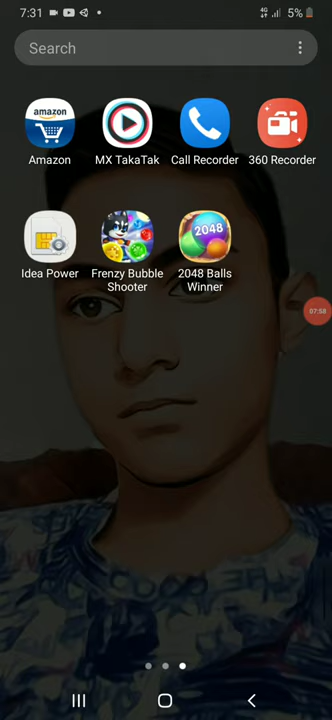 7:31 4G 5%
Search
amazon
Amazon MX TakaTak Call Recorder 360 Recorder
2048
Idea Power Frenzy Bubble Shooter 2048 Balls Winner
07:58